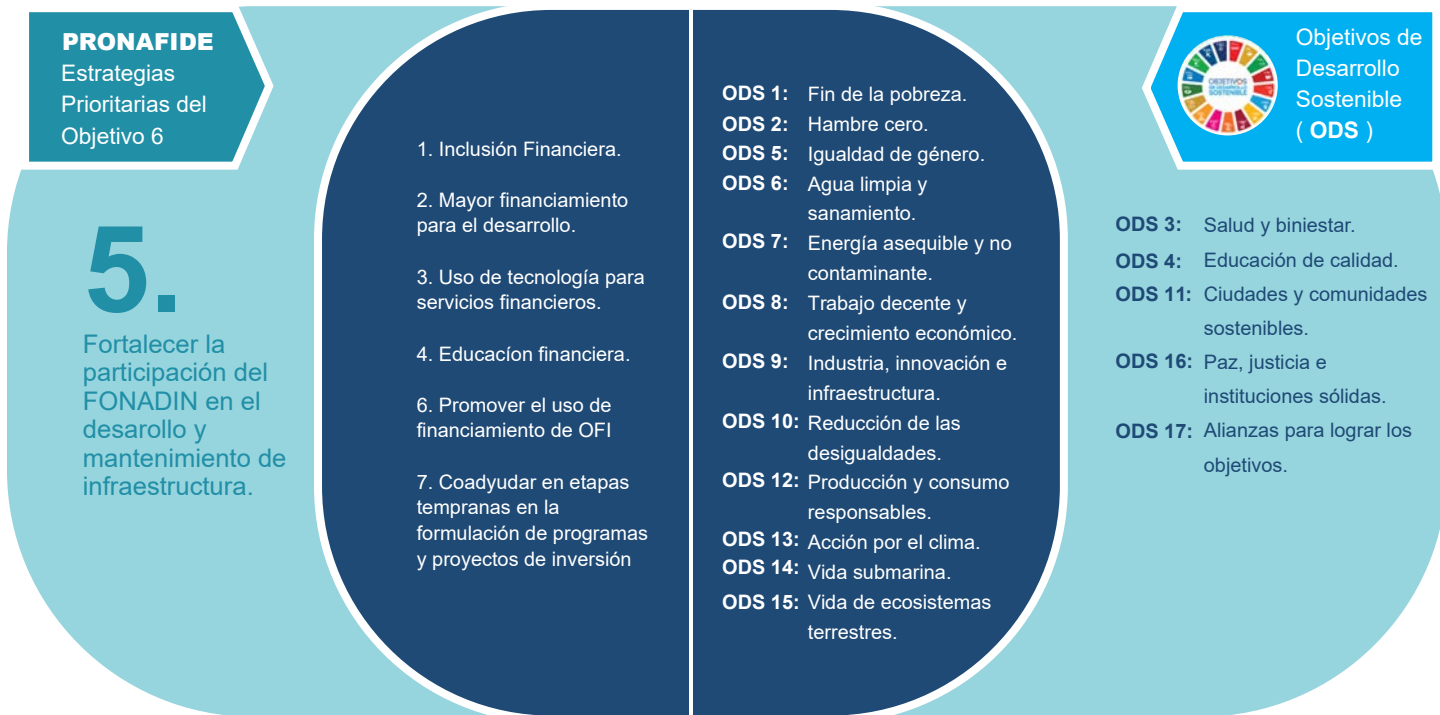 PRONAFIDE
Estrategias
Prioritarias del
Objetivo 6
5.
Fortalecer la
participación del
FONADIN en el
desarollo y
mantenimiento de
infraestructura.
1. Inclusión Financiera.
2. Mayor financiamiento
para el desarrollo.
3. Uso de tecnología para
servicios financieros.
4. Educacíon financiera.
6. Promover el uso de
financiamiento de OFI
7. Coadyudar en etapas
tempranas en la
formulación de programas
y proyectos de inversión
ODS 1: Fin de la pobreza.
ODS 2: Hambre cero.
ODS 5: Igualdad de género.
ODS 6: Agua limpia y
sanamiento.
ODS 7: Energía asequible y no
contaminante.
ODS 8: Trabajo decente y
crecimiento económico.
ODS 9: Industria, innovación e
infraestructura.
ODS 10: Reducción de las
desigualdades.
ODS 12: Producción y consumo
responsables.
ODS 13: Acción por el clima.
ODS 14: Vida submarina.
ODS 15: Vida de ecosistemas
terrestres.
OBJETIVOS
DE DESARROLLO
SOSTENIBLE
Objetivos de
Desarrollo
Sostenible
( ODS )
ODS 3: Salud y biniestar.
ODS 4: Educación de calidad.
ODS 11: Ciudades y comunidades
sostenibles.
ODS 16: Paz, justicia e
instituciones sólidas.
ODS 17: Alianzas para lograr los
objetivos.